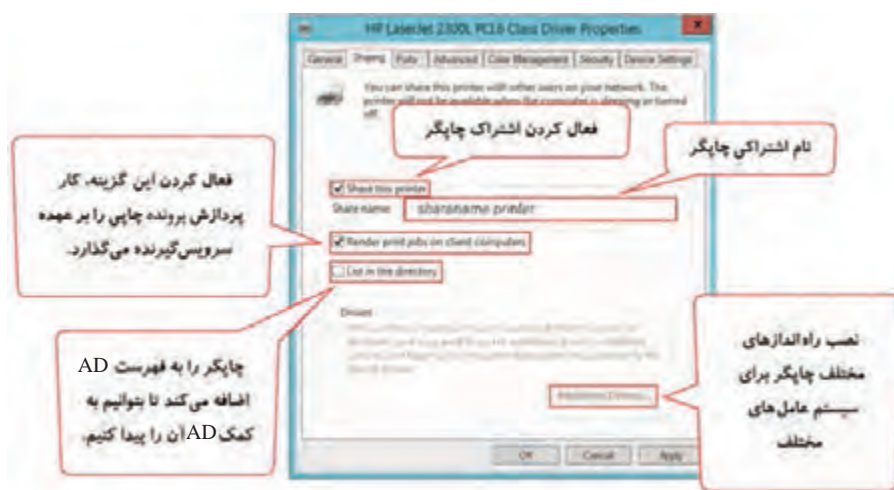 HP LaserJet 2300L PCL6 Class Driver Properties
General Sharing Ports Advanced Color Management Security Device Settings
You can share this printer with other users on your network. The
printer will not be available when the computer is sleeping or turned
off.
فعال کردن اشتراک چاپگر
نام اشتراکی چاپگر
Share this printer
Share name:
sharaname printer
Render print jobs on client computers
List in the directory
فعال کردن این گزینه، کار
پردازش پرونده چاپی را بر عهده
سرویس‌گیرنده می‌گذارد.
چاپگر را به فهرست AD
اضافه می‌کند تا بتوانیم به
کمک AD آن را پیدا کنیم.
Drivers
Additional Drivers...
نصب راه‌اندازهای
مختلف چاپگر برای
سیستم عامل‌های
مختلف
OK Cancel Apply